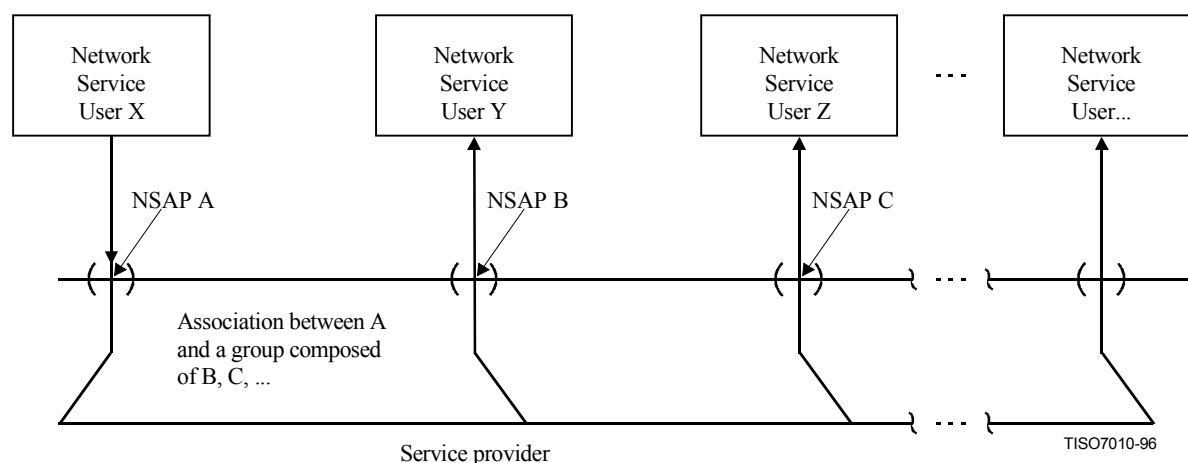 Network
Service
User X
Network
Service
User Y
Network
Service
User Z
Network
Service
User...
NSAP A
NSAP B
NSAP C
Association between A
and a group composed
of B, C, ...
Service provider
TISO7010-96